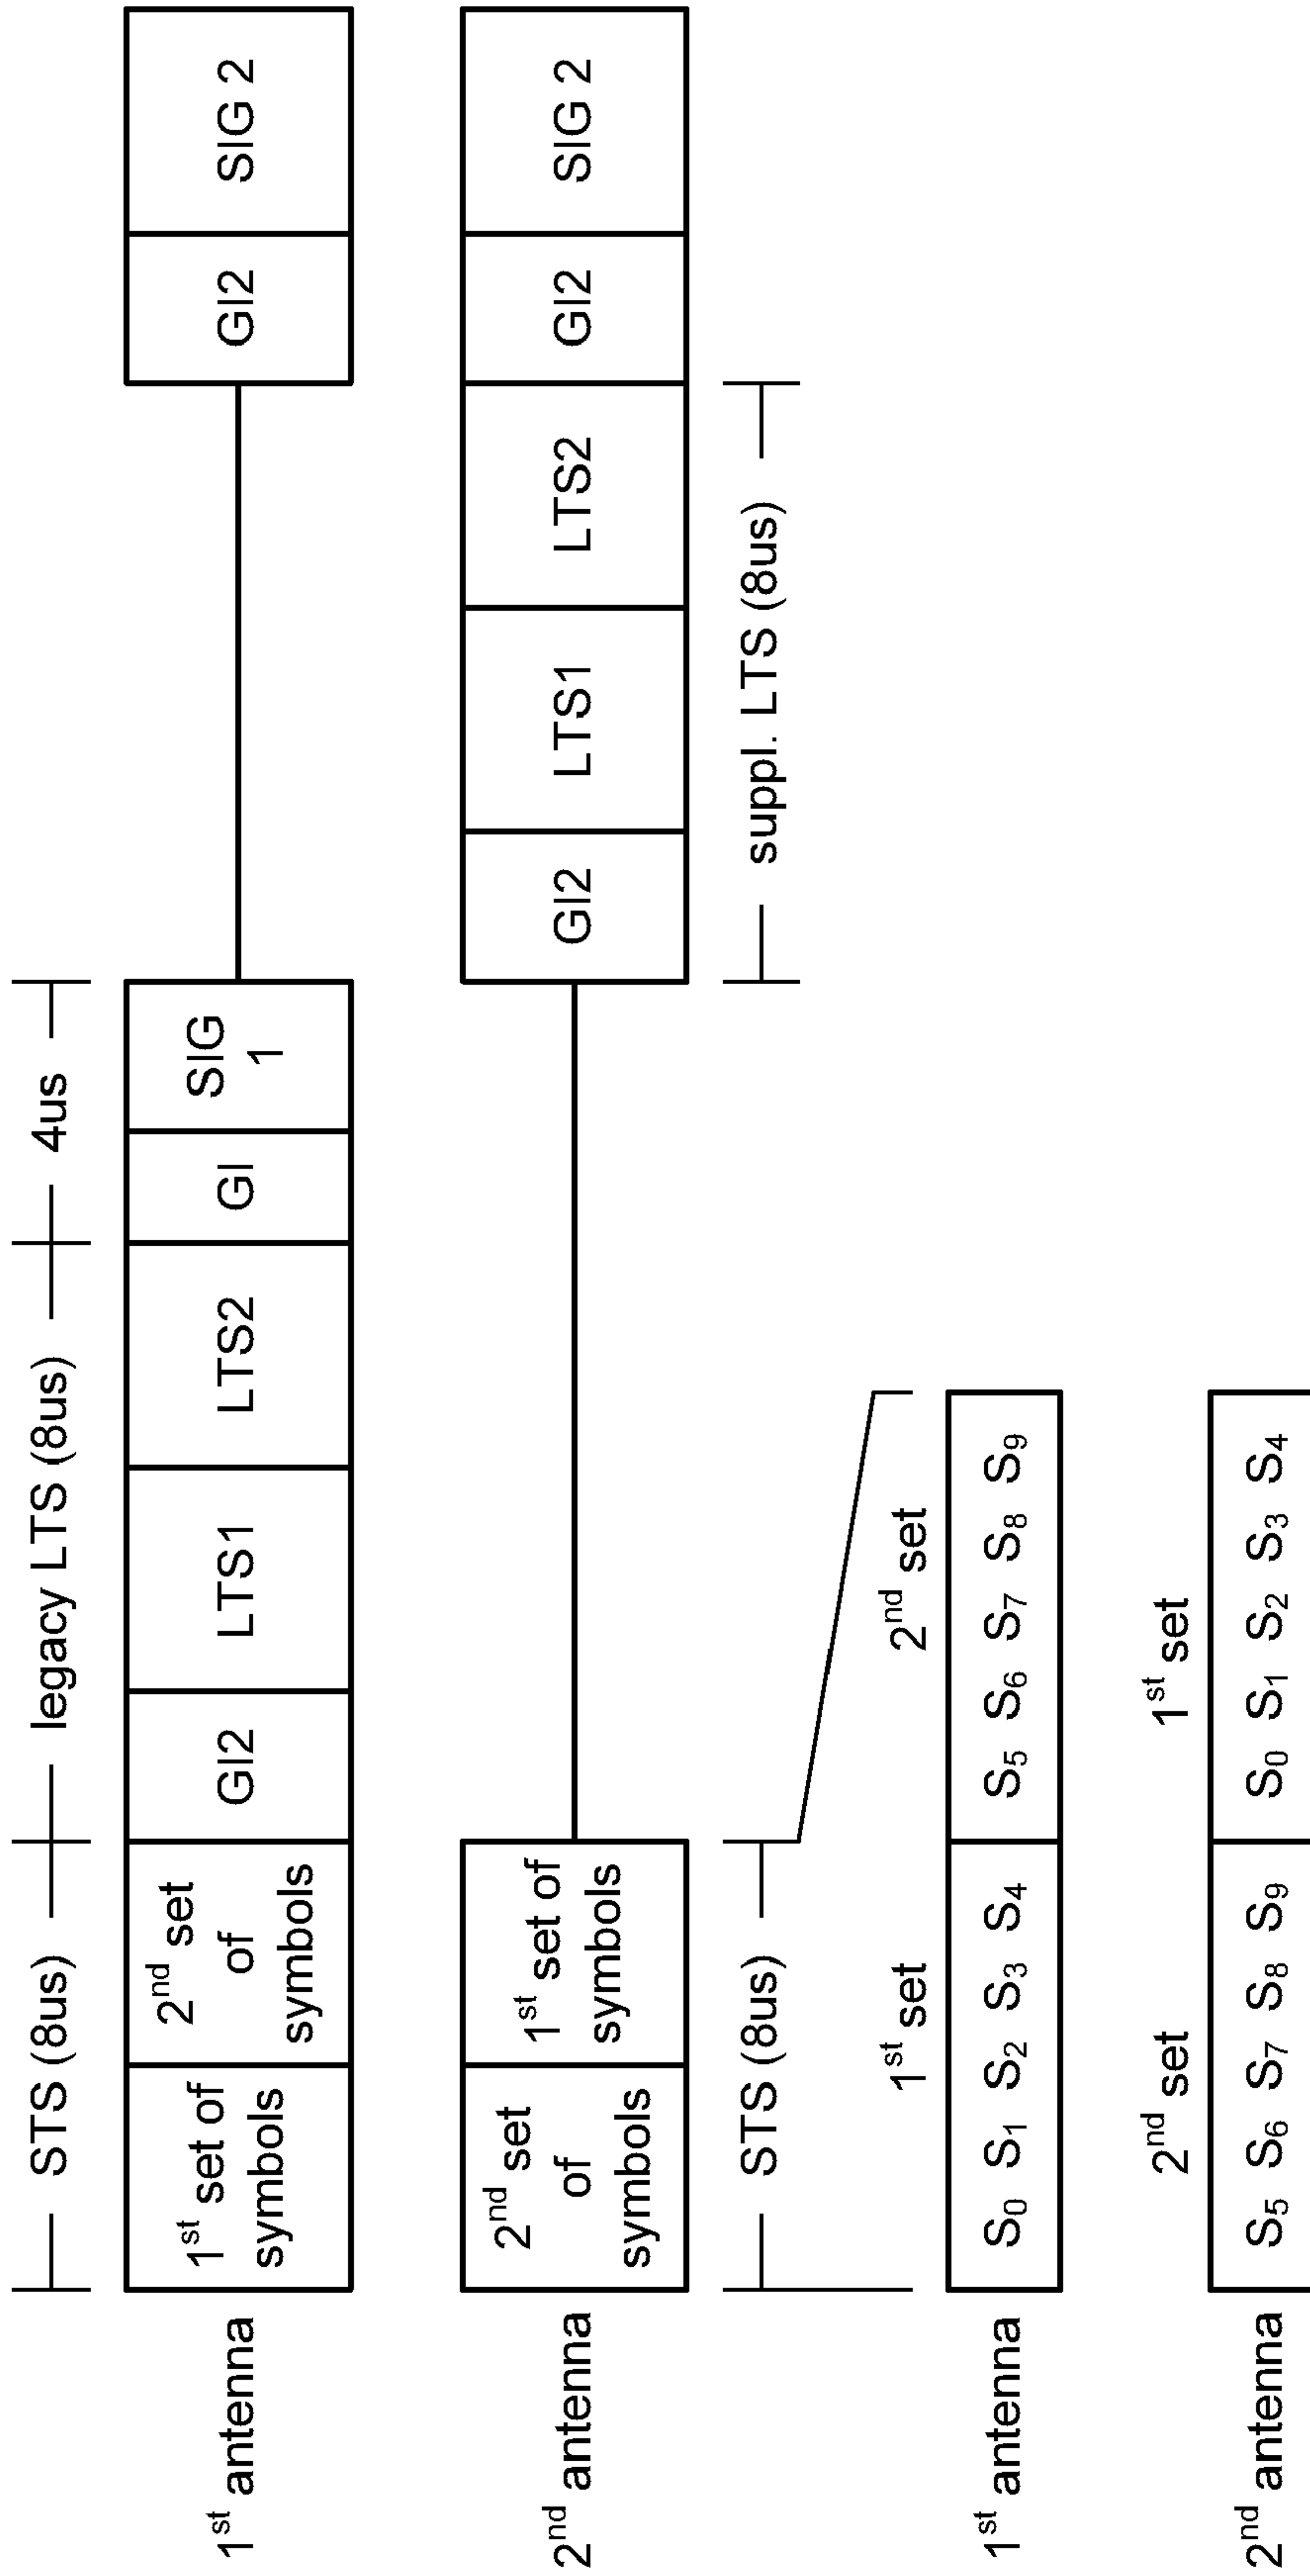 STS (8us)
legacy LTS (8us)
4us
1st antenna
1st set of
symbols
2nd set
of
symbols
GI2
LTS1
LTS2
GI
SIG
1
GI2
SIG 2
2nd antenna
2nd set
of
symbols
1st set of
symbols
GI2
LTS1
LTS2
GI2
SIG 2
STS (8us)
suppl. LTS (8us)
1st set
2nd set
1st antenna
S0 S1 S2 S3 S4
S5 S6 S7 S8 S9
2nd set
1st set
2nd antenna
S5 S6 S7 S8 S9
S0 S1 S2 S3 S4